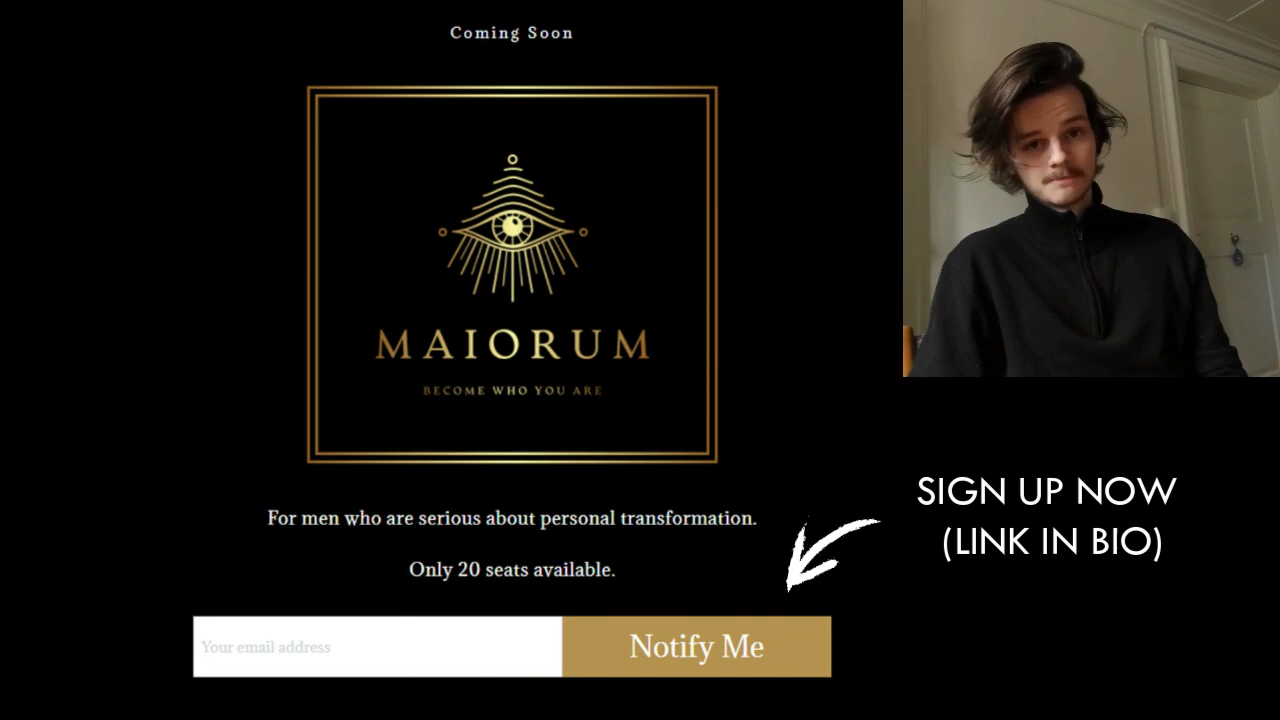 Coming Soon
MAIORUM
BECOME WHO YOU ARE
For men who are serious about personal transformation.
Only 20 seats available.
Your email address
Notify Me
SIGN UP NOW
(LINK IN BIO)